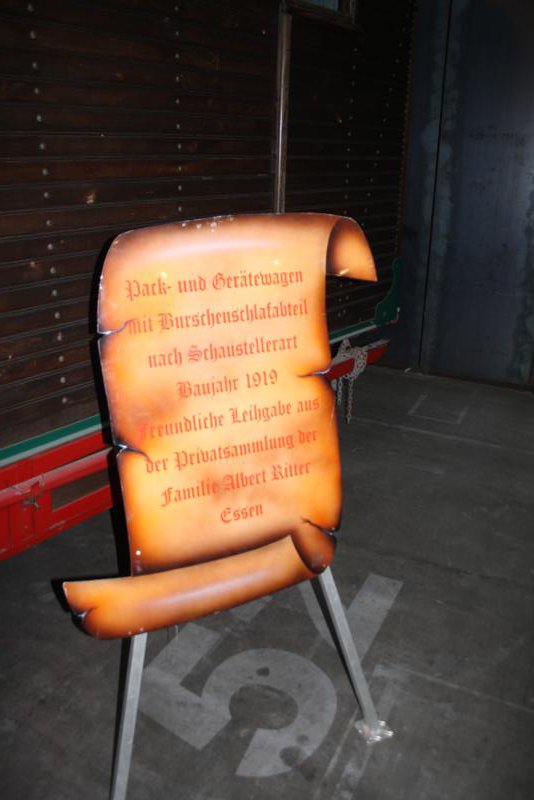 Pack- und Gerätewagen
mit Burschenschlafabteil
nach Schaustellerart
Baujahr 1919
Freundliche Leihgabe aus
der Privatsammlung der
Familie Albert Ritter
Essen
5